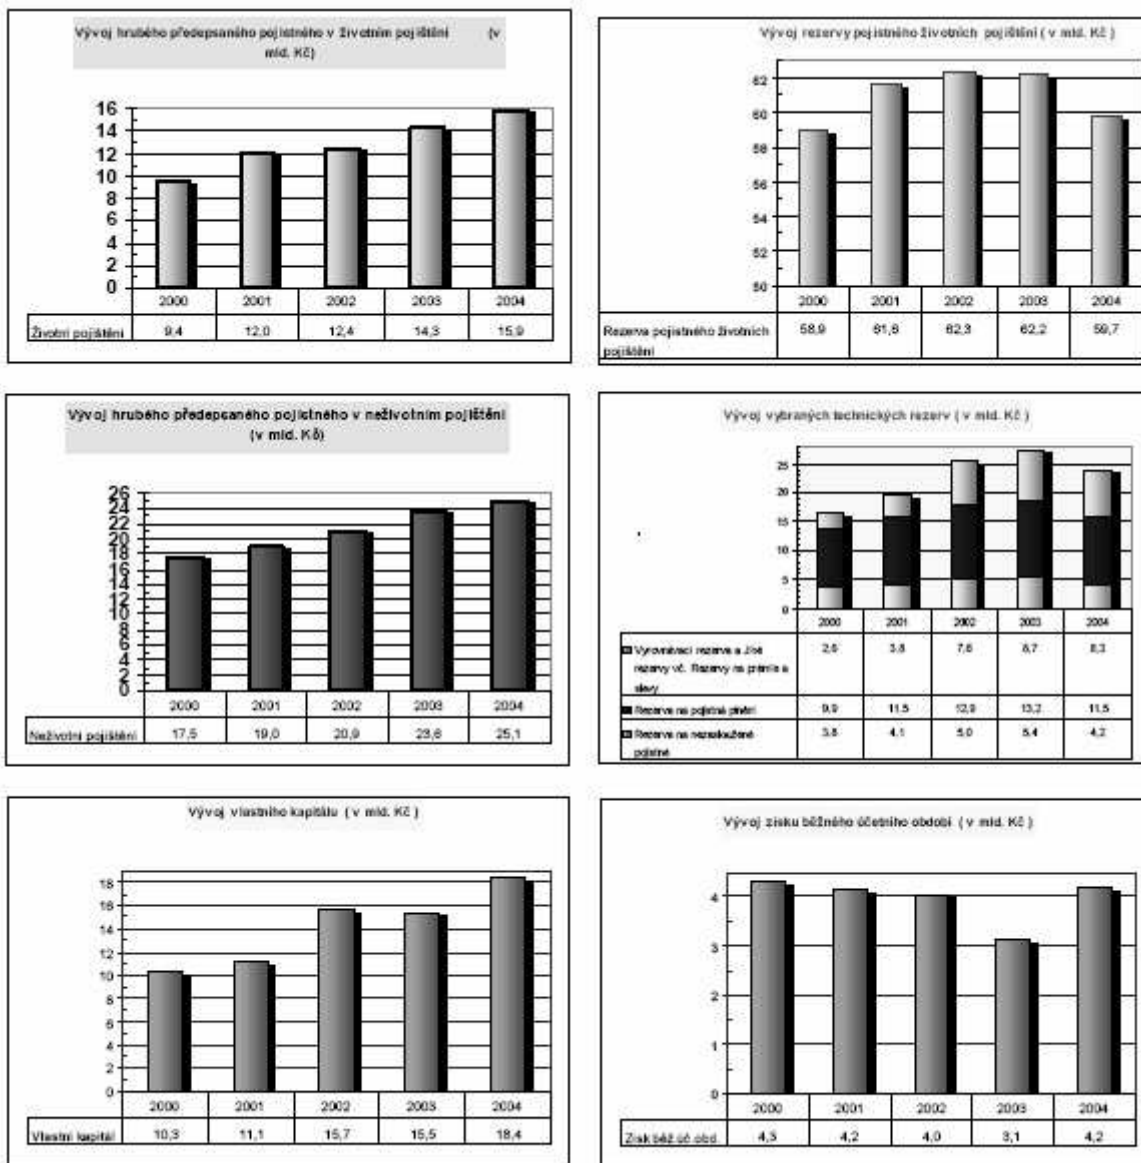 Vývoj hrubého předepsaného pojistného v životním pojištění (v
mld. Kč)
16
14
12
10
8
6
4
2
0
2000 2001 2002 2003 2004
Životní pojištění 9,4 12,0 12,4 14,3 15,9
Vývoj rezervy pojistného životních pojištění ( v mld. Kč )
62
60
58
56
54
52
50
2000 2001 2002 2003 2004
Rezerva pojistného životních 58,9 61,6 62,3 62,2 59,7
pojištění
Vývoj hrubého předepsaného pojistného v neživotním pojištění
(v mld. Kč)
26
24
22
20
18
16
14
12
10
8
6
4
2
0
2000 2001 2002 2003 2004
Neživotní pojištění 17,5 19,0 20,9 23,6 25,1
Vývoj vybraných technických rezerv ( v mld. Kč )
25
20
15
10
5
0
2000 2001 2002 2003 2004
Vyrovnávací rezerva a jiné 2,6 3,8 7,6 8,7 8,3
rezervy vč. Rezervy na prémie a
slevy
Rezerva na pojistná plnění 9,9 11,5 12,9 13,2 11,5
Rezerva na nezasloužené 3,8 4,1 5,0 5,4 4,2
pojistné
Vývoj vlastního kapitálu ( v mld. Kč )
18
16
14
12
10
8
6
4
2
0
2000 2001 2002 2003 2004
Vlastní kapitál 10,3 11,1 15,7 15,5 18,4
Vývoj zisku běžného účetního období ( v mld. Kč )
4
3
2
1
0
2000 2001 2002 2003 2004
Zisk běž.úč.obd. 4,3 4,2 4,0 3,1 4,2